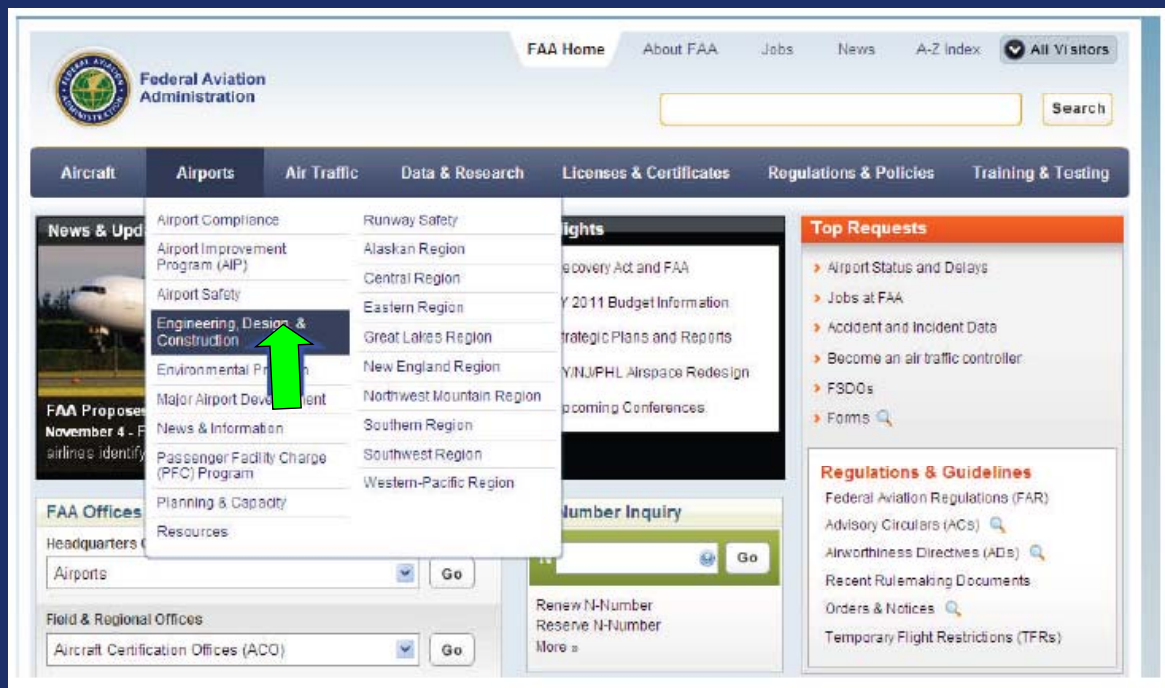 FAA Home
About FAA
Jobs
News
A-Z Index
All Visitors
FEDERAL AVIATION ADMINISTRATION
Federal Aviation
Administration
Search
Aircraft
Airports
Air Traffic
Data & Research
Licenses & Certificates
Regulations & Policies
Training & Testing
News & Upd
FAA Propose
November 4 - F
airlines identify
Airport Compliance
Airport Improvement
Program (AIP)
Airport Safety
Engineering, Design, &
Construction
Environmental
Major Airport
News & Information
Passenger Facility Charge
(PFC) Program
Planning & Capacity
Resources
Runway Safety
Alaskan Region
Central Region
Eastern Region
Great Lakes Region
New England Region
Northwest Mountain Region
Southern Region
Southwest Region
Western-Pacific Region
lights
ecovery Act and FAA
Y 2011 Budget Information
trategic Plans and Reports
Y/NJ/PHL Airspace Redesign
pcoming Conferences
Top Requests
Airport Status and Delays
Jobs at FAA
Accident and Incident Data
Become an air traffic controller
FSDOs
Forms
Regulations & Guidelines
Federal Aviation Regulations (FAR)
Advisory Circulars (ACs)
Airworthiness Directives (ADs)
Recent Rulemaking Documents
Orders & Notices
Temporary Flight Restrictions (TFRs)
FAA Offices
Headquarters
Airports
Go
Field & Regional Offices
Aircraft Certification Offices (ACO)
Go
Number Inquiry
N
Go
Renew N-Number
Reserve N-Number
More »